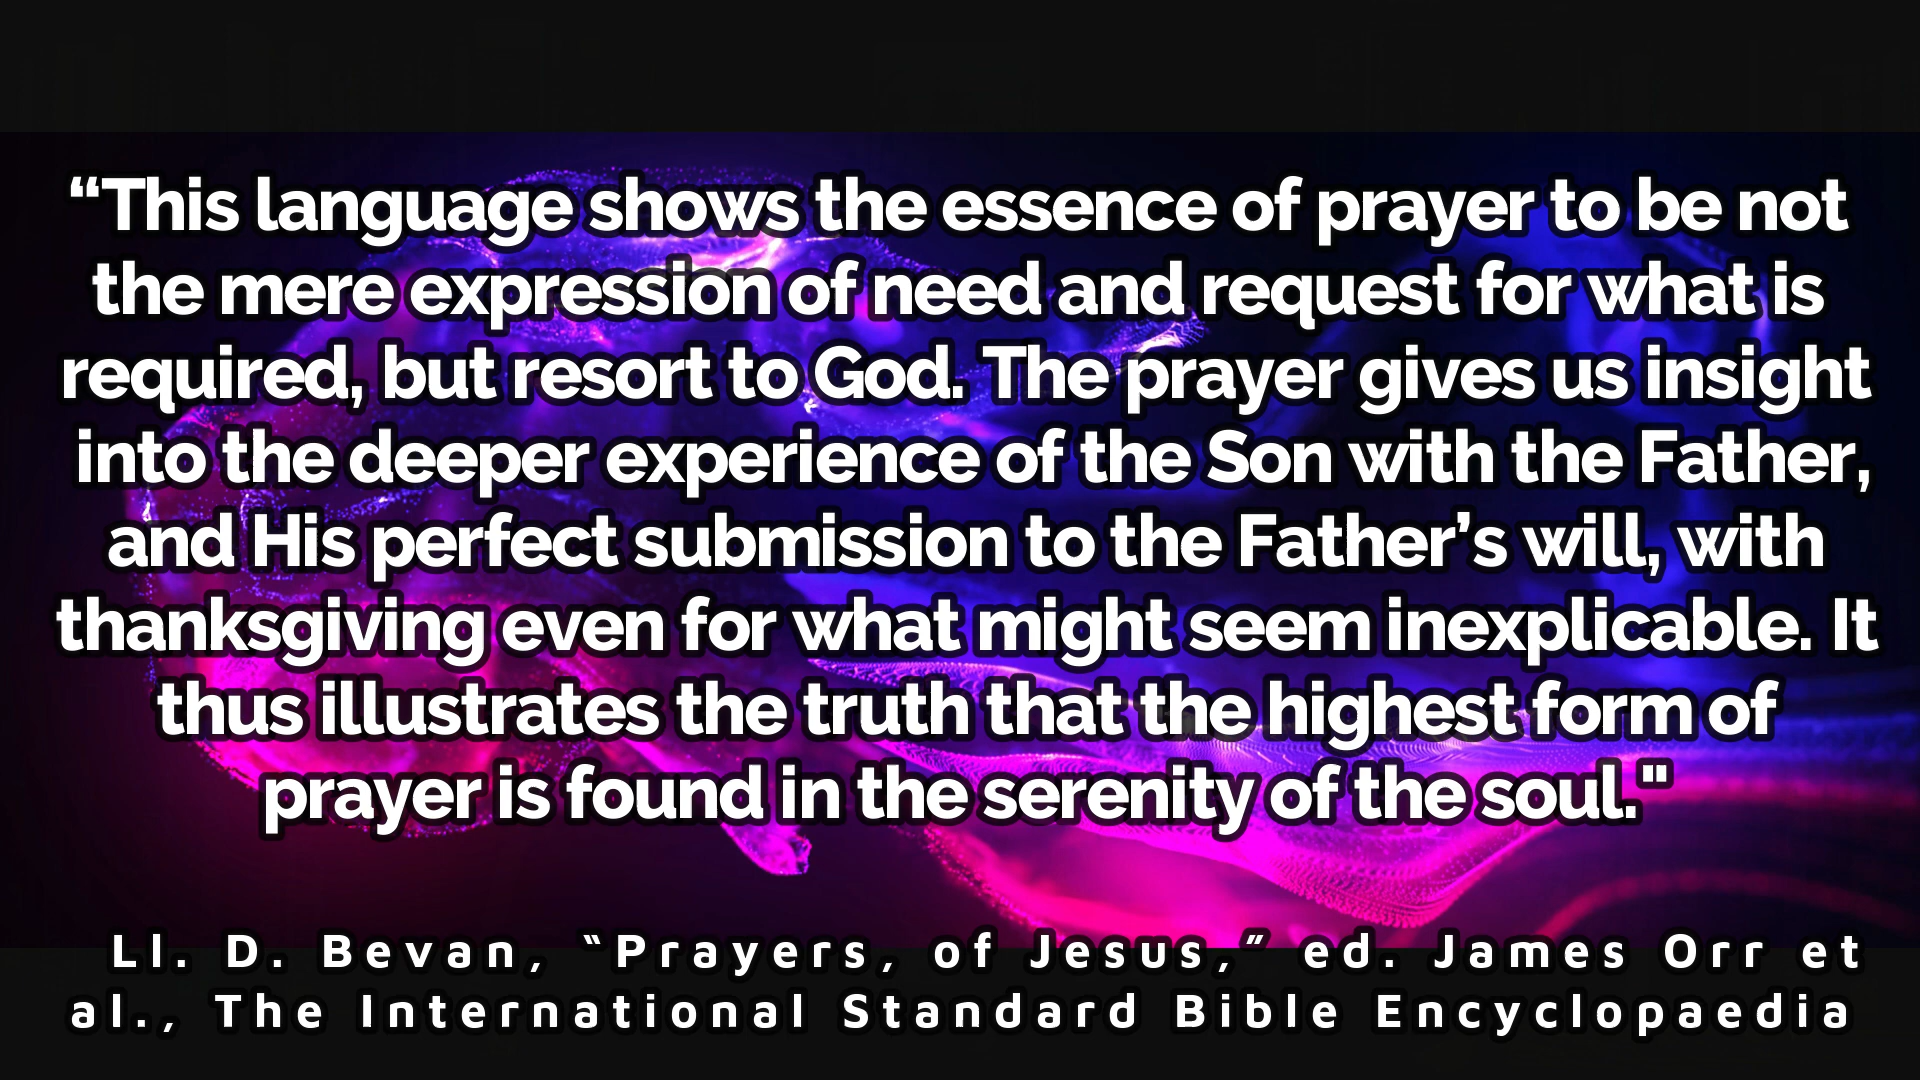 “This language shows the essence of prayer to be not
the mere expression of need and request for what is
required, but resort to God. The prayer gives us insight
into the deeper experience of the Son with the Father,
and His perfect submission to the Father’s will, with
thanksgiving even for what might seem inexplicable. It
thus illustrates the truth that the highest form of
prayer is found in the serenity of the soul."
Ll. D. Bevan, “Prayers, of Jesus,” ed. James Orr et
al., The International Standard Bible Encyclopaedia